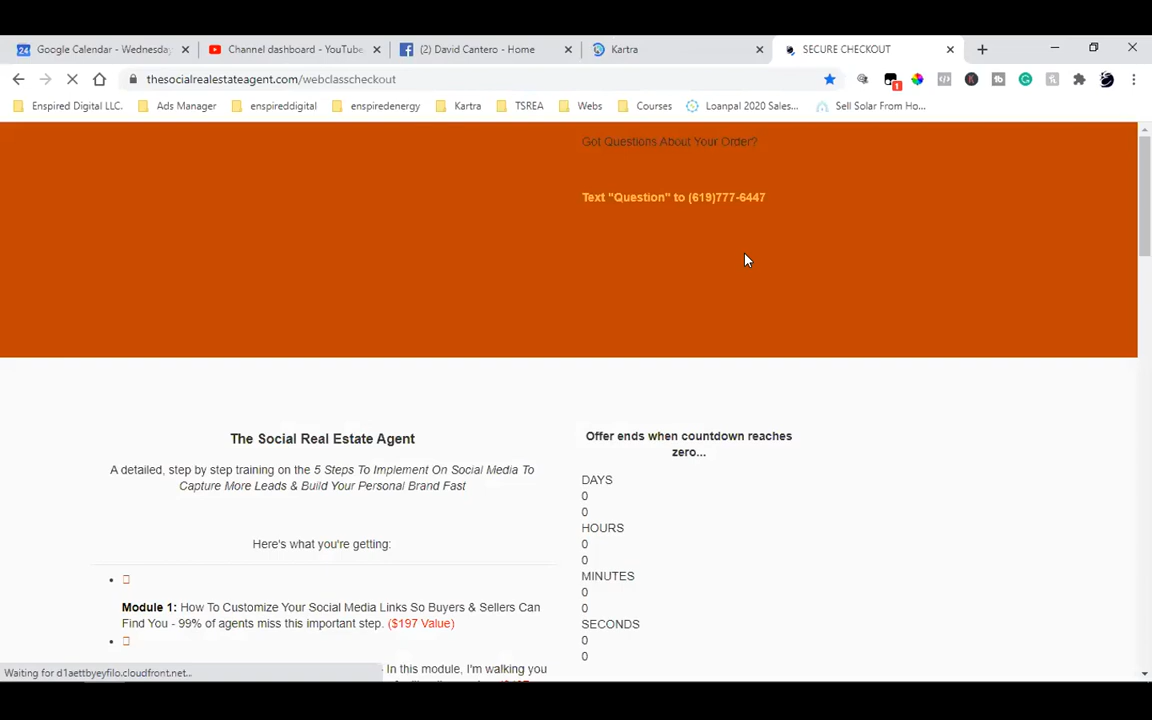 Google Calendar - Wednesday
Channel dashboard - YouTube
(2) David Cantero - Home
Kartra
SECURE CHECKOUT
thesocialrealestateagent.com/webclasscheckout
Enspired Digital LLC.
Ads Manager
enspireddigital
enspiredenergy
Kartra
TSREA
Webs
Courses
Loanpal 2020 Sales...
Sell Solar From Ho...
Got Questions About Your Order?
Text "Question" to (619)777-6447
The Social Real Estate Agent
A detailed, step by step training on the 5 Steps To Implement On Social Media To
Capture More Leads & Build Your Personal Brand Fast
Here's what you're getting:
Module 1: How To Customize Your Social Media Links So Buyers & Sellers Can
Find You - 99% of agents miss this important step. ($197 Value)
- In this module, I'm walking you
Offer ends when countdown reaches
zero...
DAYS
0
0
HOURS
0
0
MINUTES
0
0
SECONDS
0
0
Waiting for d1aettbyeyfilo.cloudfront.net...